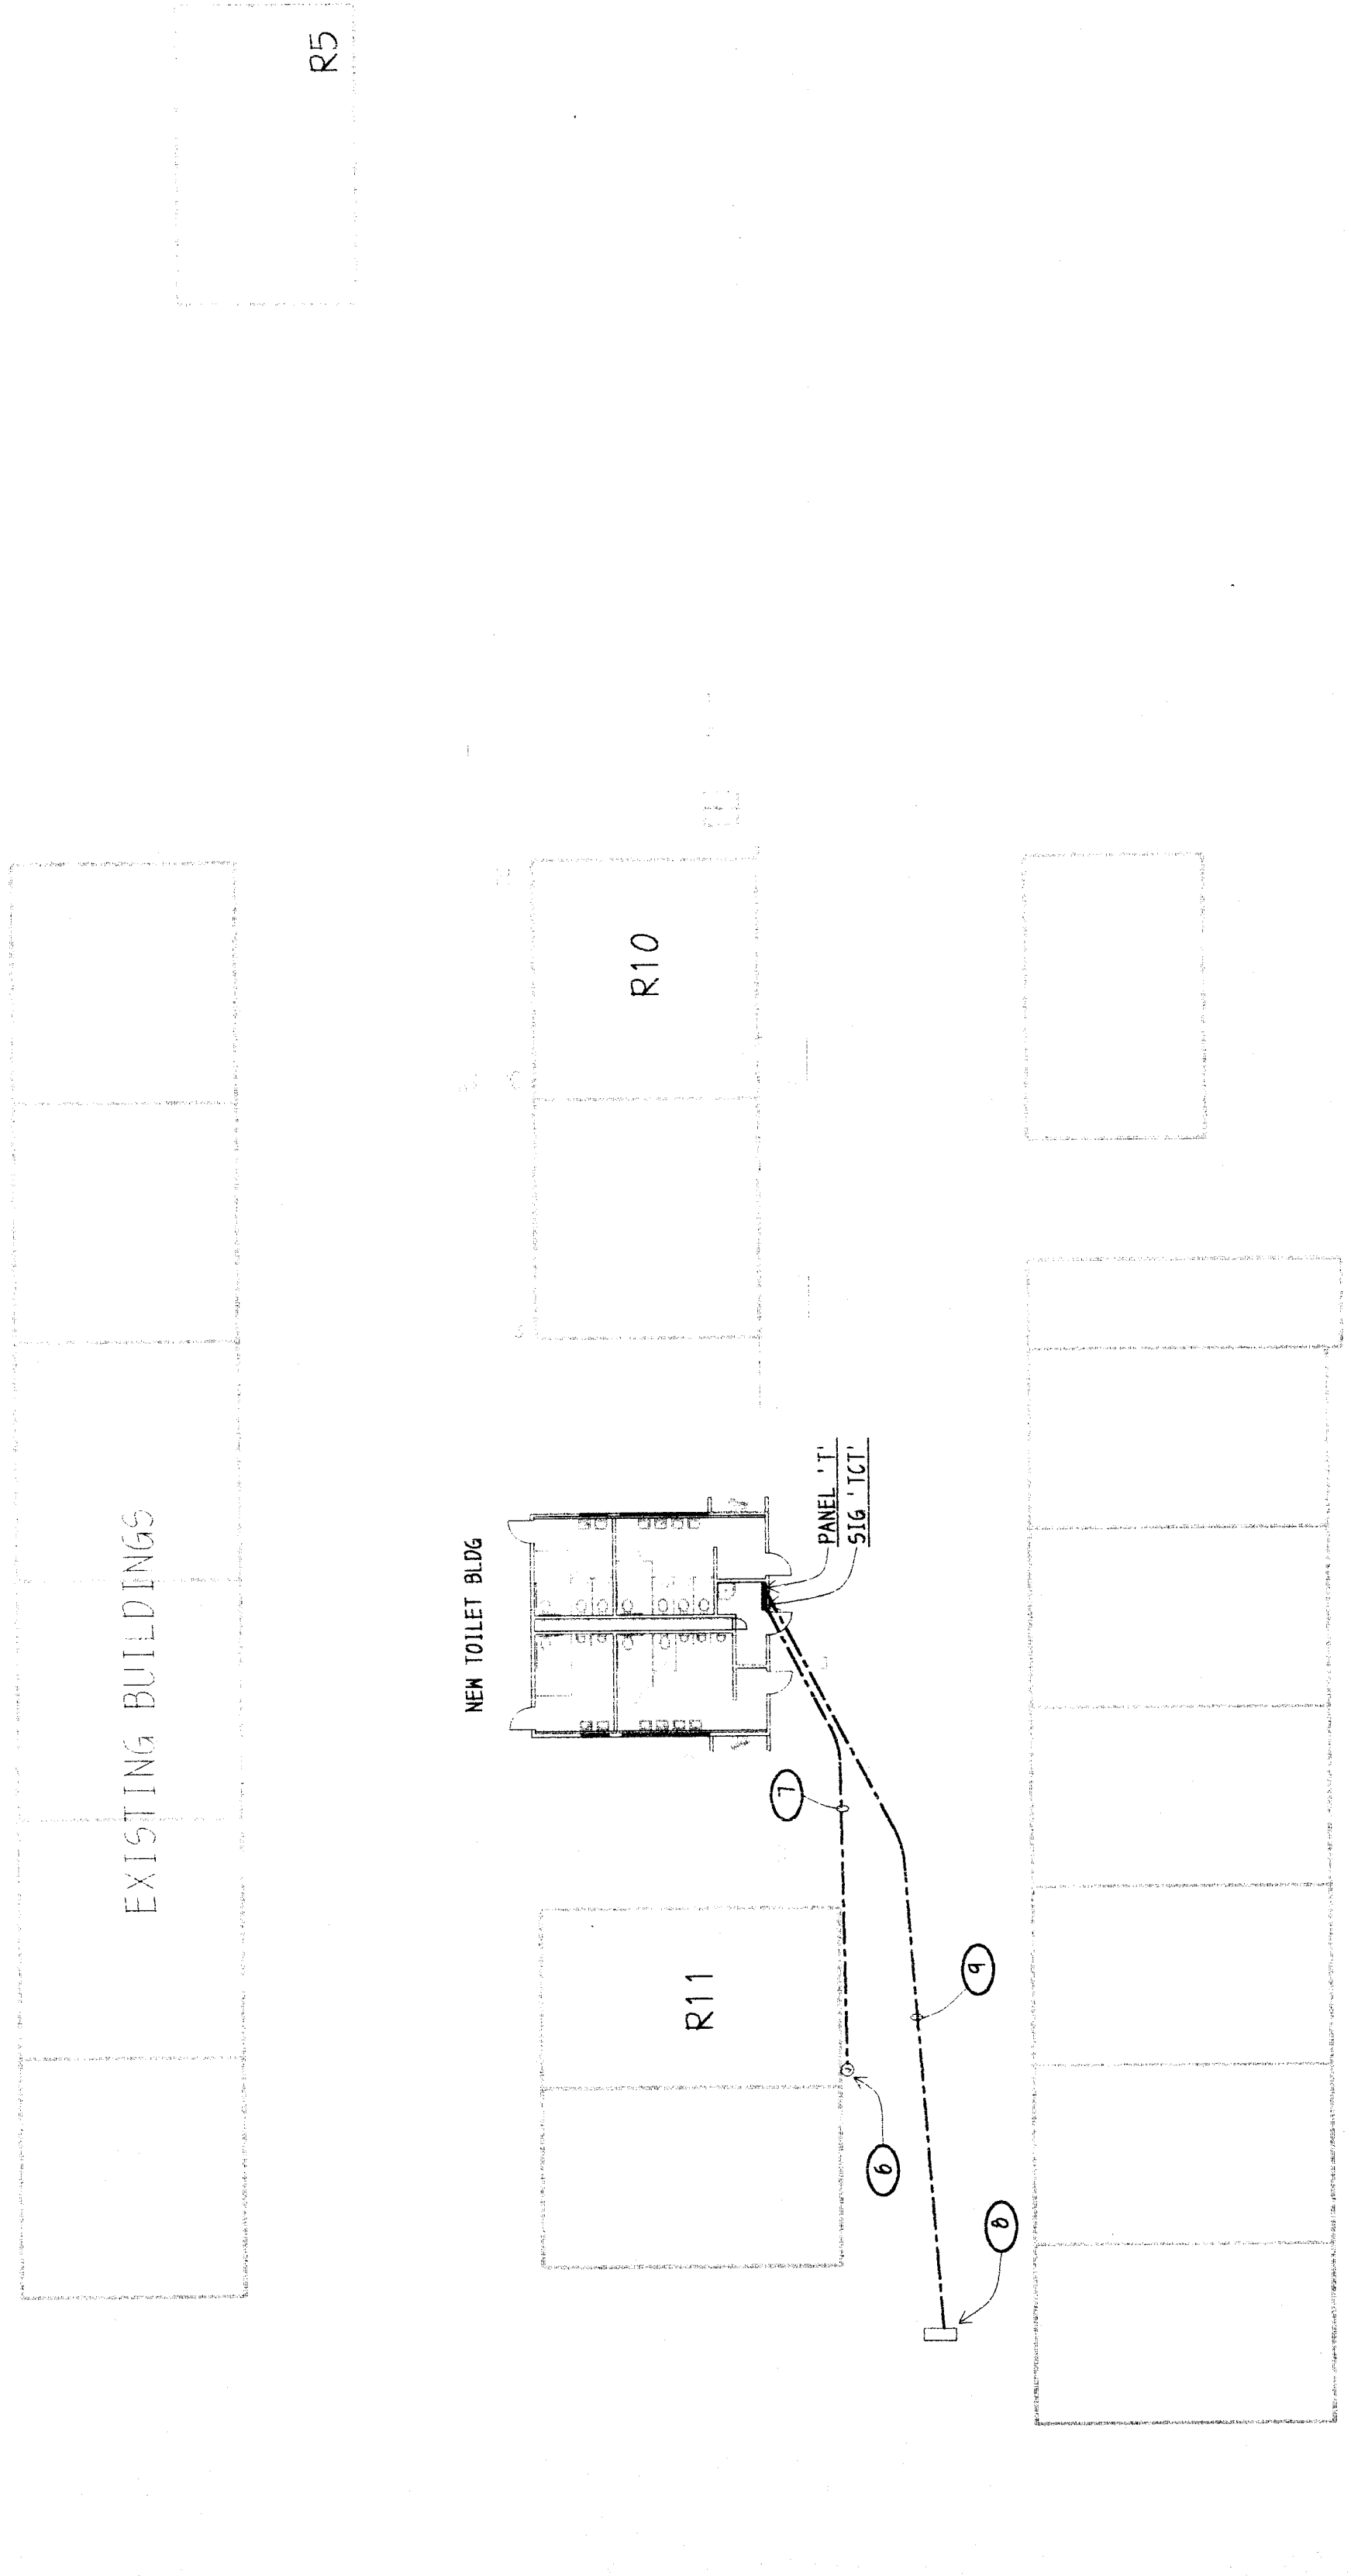 R5
EXISTING BUILDINGS
R10
NEW TOILET BLDG
PANEL 'T'
SIG 'TCT'
7
R11
9
6
8